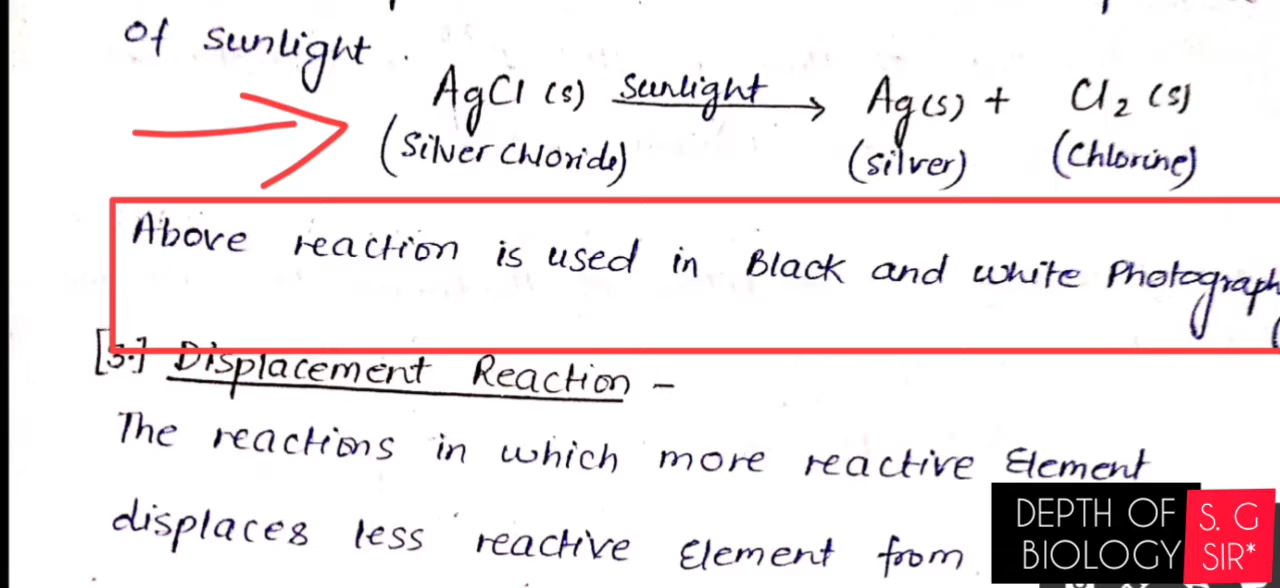 of sunlight.
AgCl (s) Sunlight → Ag(s) + Cl2 (s)
(Silver Chloride) (Silver) (Chlorine)
Above reaction is used in Black and white Photograph
[3.] Displacement Reaction –
The reactions in which more reactive Element
displaces less reactive Element from
DEPTH OF BIOLOGY
S. G SIR*